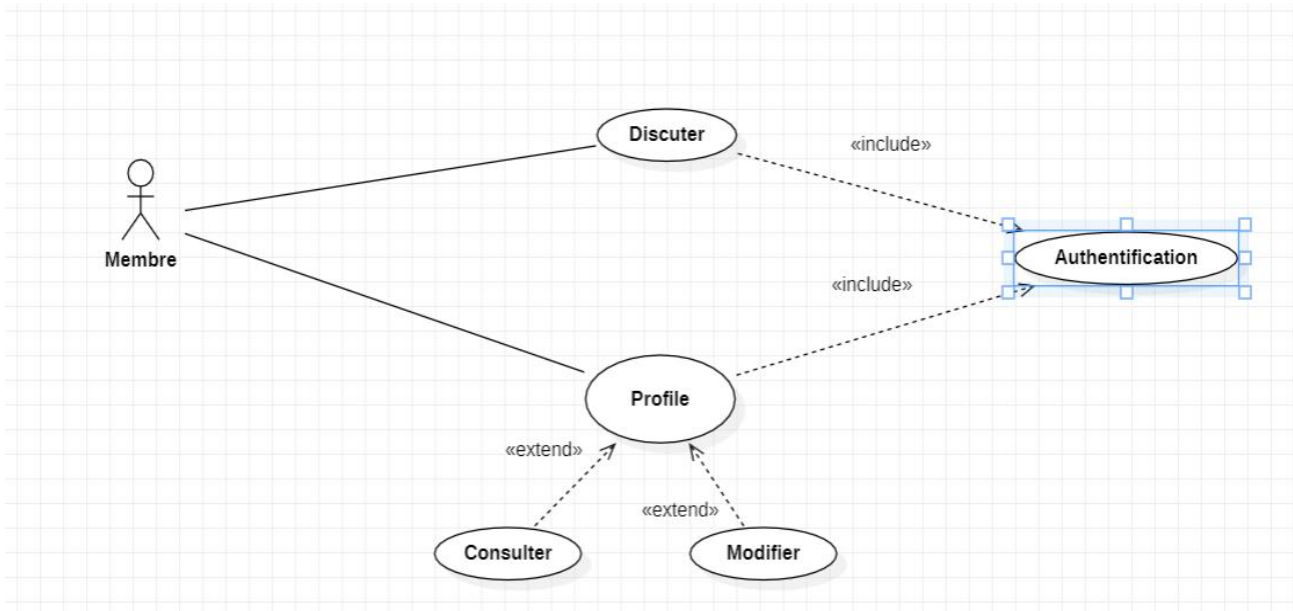 Discuter
«include»
Membre
Authentification
«include»
Profile
«extend»
«extend»
Consulter
Modifier